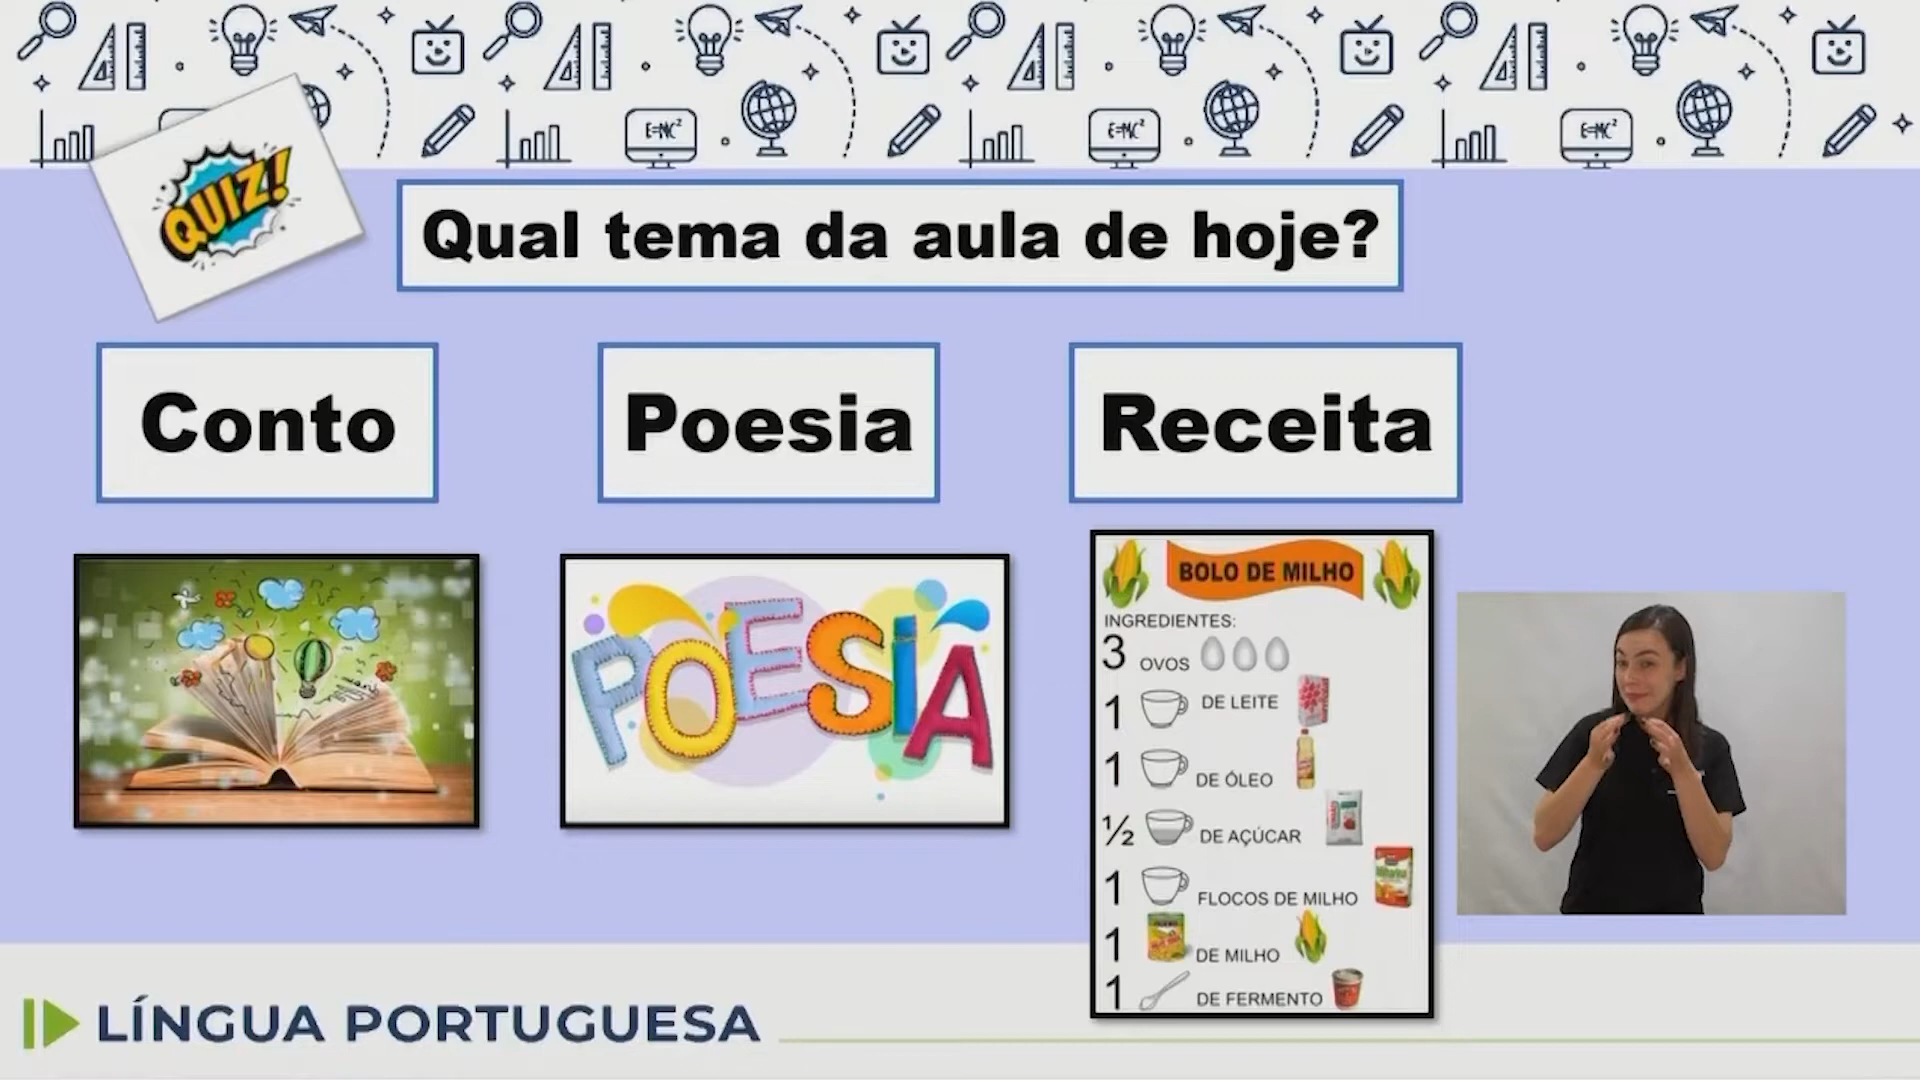 E=MC²
E=MC²
E=MC²
QUIZ!
Qual tema da aula de hoje?
Conto
Poesia
Receita
POESIA
BOLO DE MILHO
INGREDIENTES:
3 OVOS
1 DE LEITE
1 DE ÓLEO
½ DE AÇÚCAR
1 FLOCOS DE MILHO
1 DE MILHO
1 DE FERMENTO
LÍNGUA PORTUGUESA